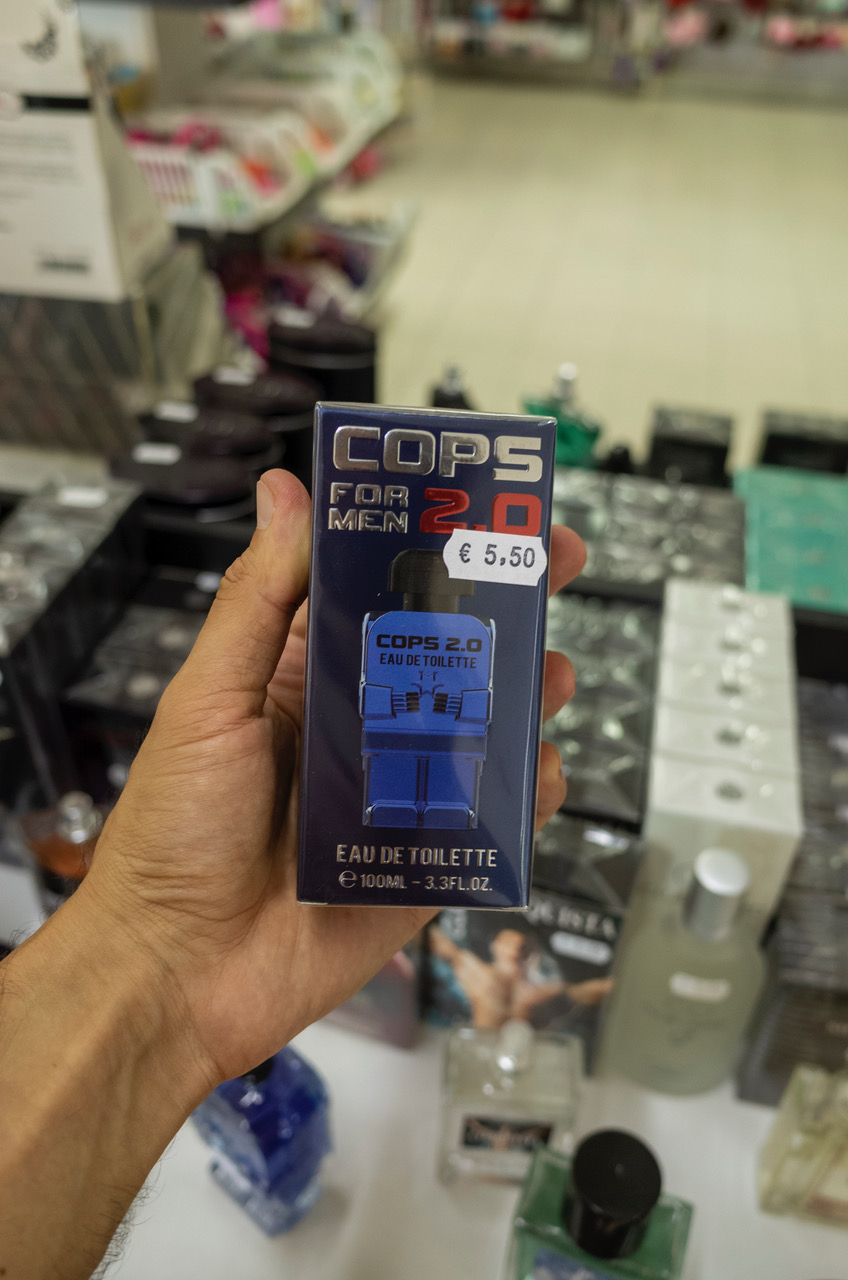 COPS
FOR
MEN 2.0
€ 5,50
COPS 2.0
EAU DE TOILETTE
EAU DE TOILETTE
℮ 100ML - 3.3FL.OZ.